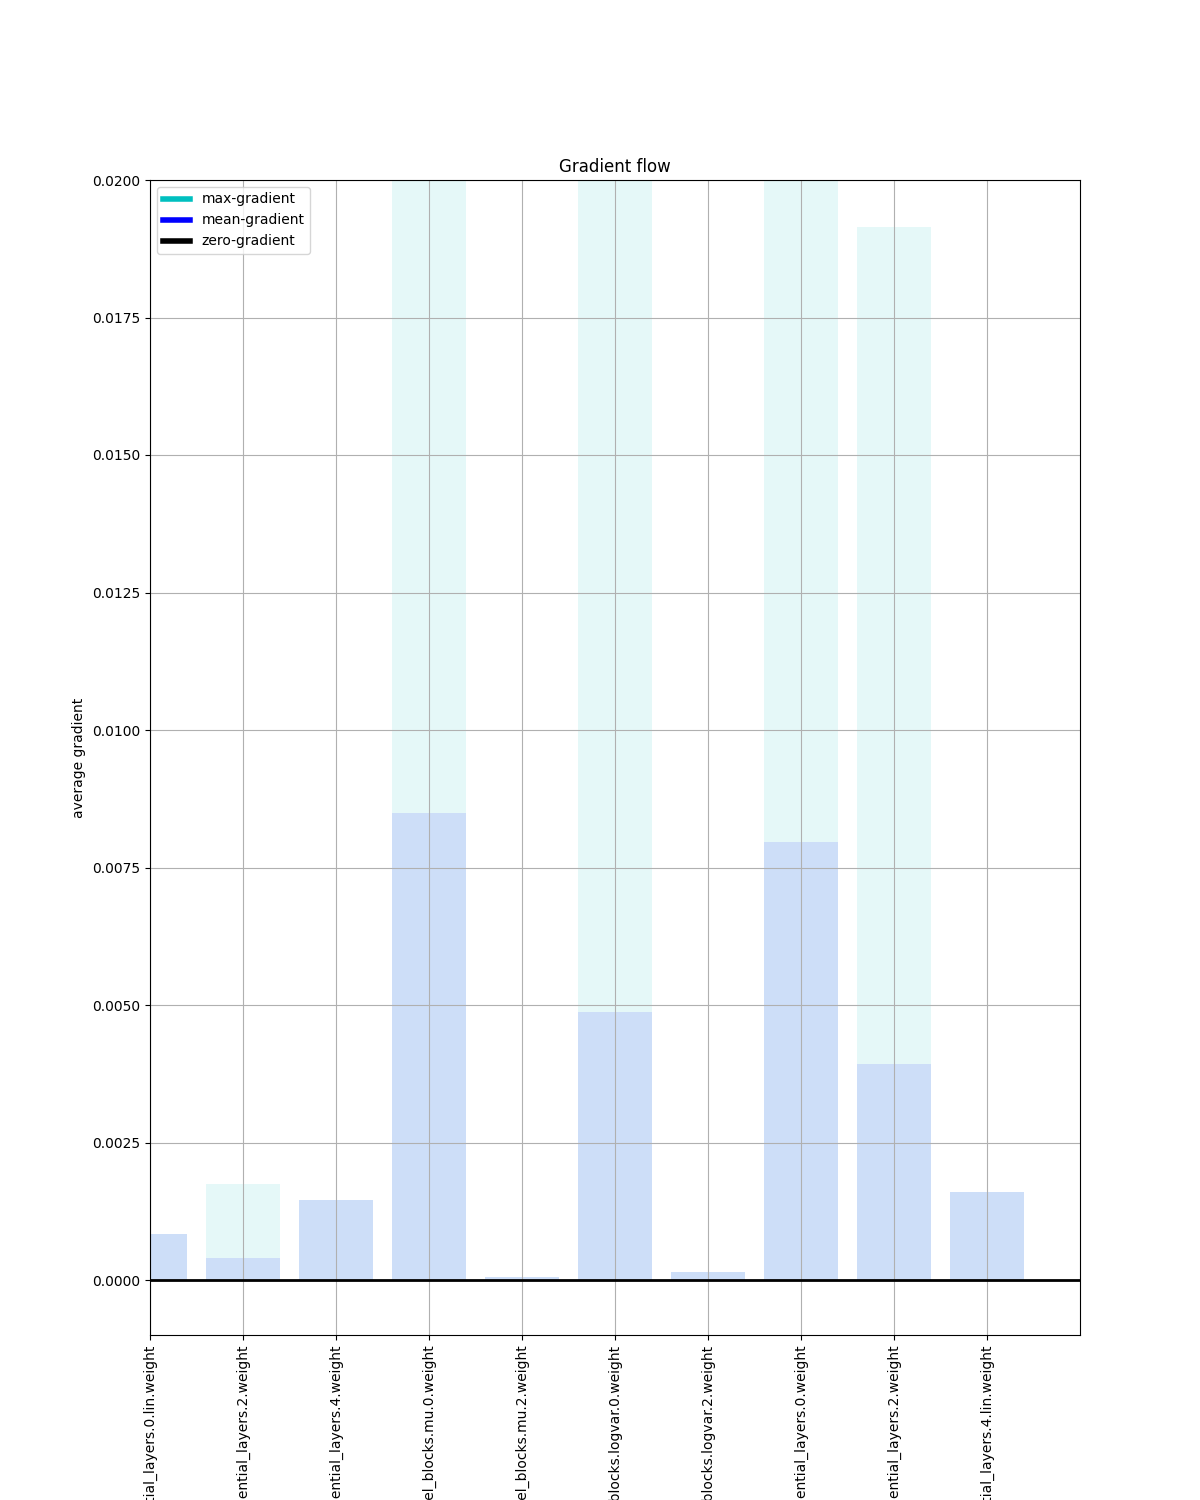 Gradient flow
max-gradient
mean-gradient
zero-gradient
0.0200
0.0175
0.0150
0.0125
0.0100
0.0075
0.0050
0.0025
0.0000
average gradient
tial_layers.0.lin.weight
ential_layers.2.weight
ential_layers.4.weight
el_blocks.mu.0.weight
el_blocks.mu.2.weight
blocks.logvar.0.weight
blocks.logvar.2.weight
ential_layers.0.weight
ential_layers.2.weight
tial_layers.4.lin.weight